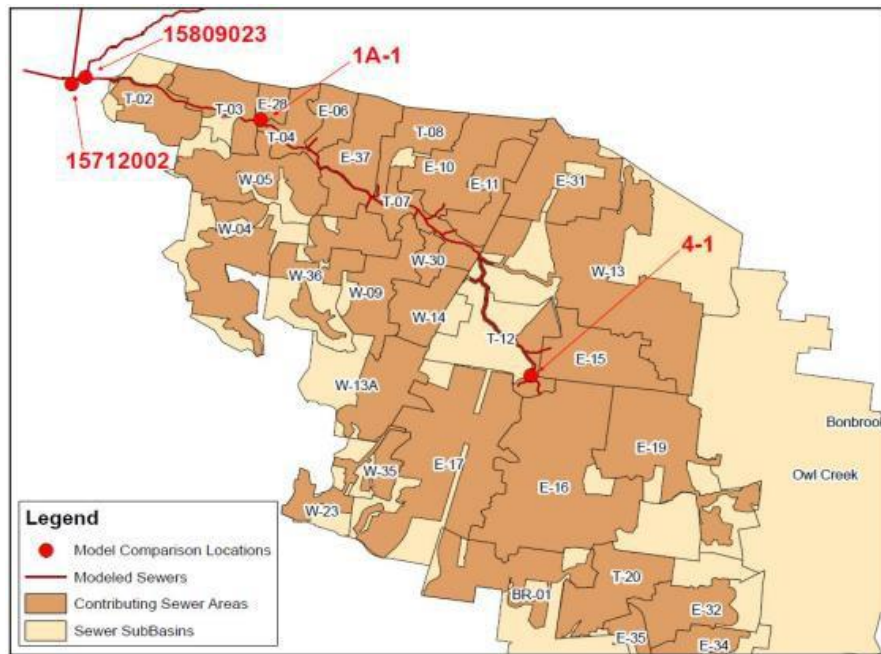 15809023
1A-1
15712002
T-02
T-03
E-28
E-06
T-04
T-08
E-37
E-10
E-11
E-31
W-05
T-07
W-04
W-30
W-13
4-1
W-36
W-09
W-14
T-12
E-15
W-13A
Bonbrook
E-17
E-19
Owl Creek
W-35
E-16
W-23
T-20
BR-01
E-32
E-35
E-34
Legend
Model Comparison Locations
Modeled Sewers
Contributing Sewer Areas
Sewer SubBasins